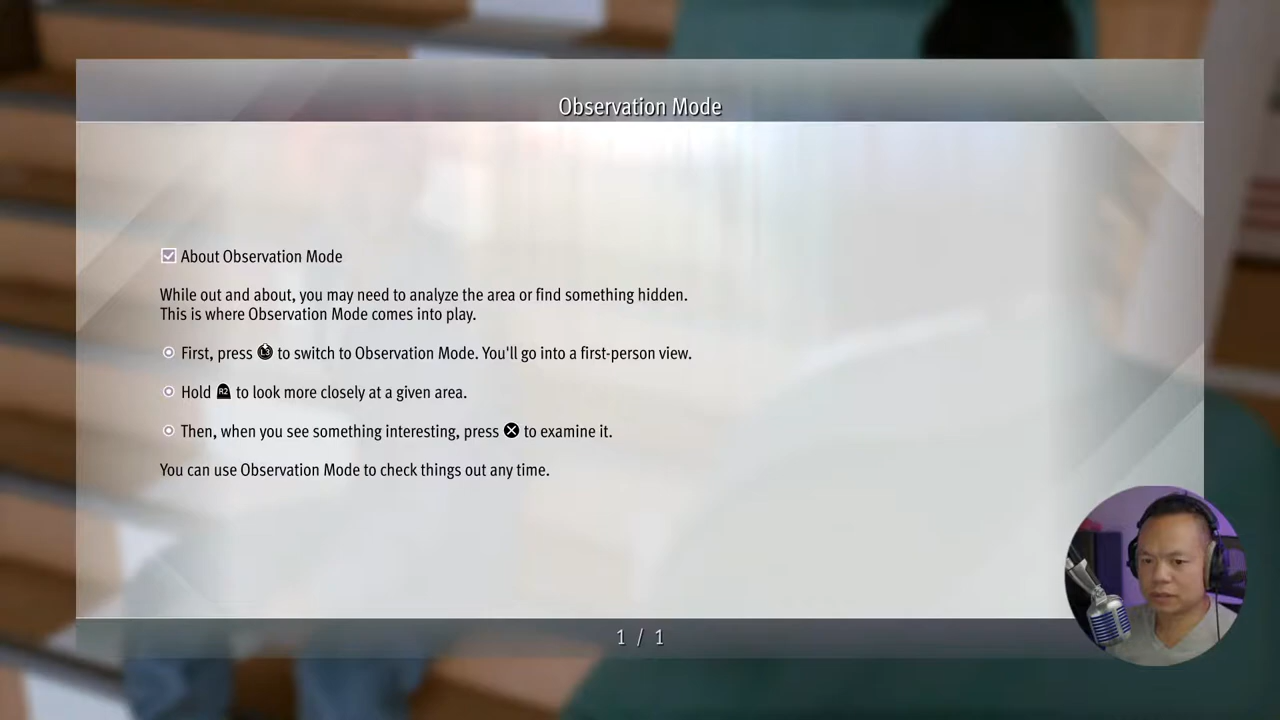 Observation Mode
About Observation Mode
While out and about, you may need to analyze the area or find something hidden.
This is where Observation Mode comes into play.
First, press L3 to switch to Observation Mode. You'll go into a first-person view.
Hold R2 to look more closely at a given area.
Then, when you see something interesting, press to examine it.
You can use Observation Mode to check things out any time.
1 / 1